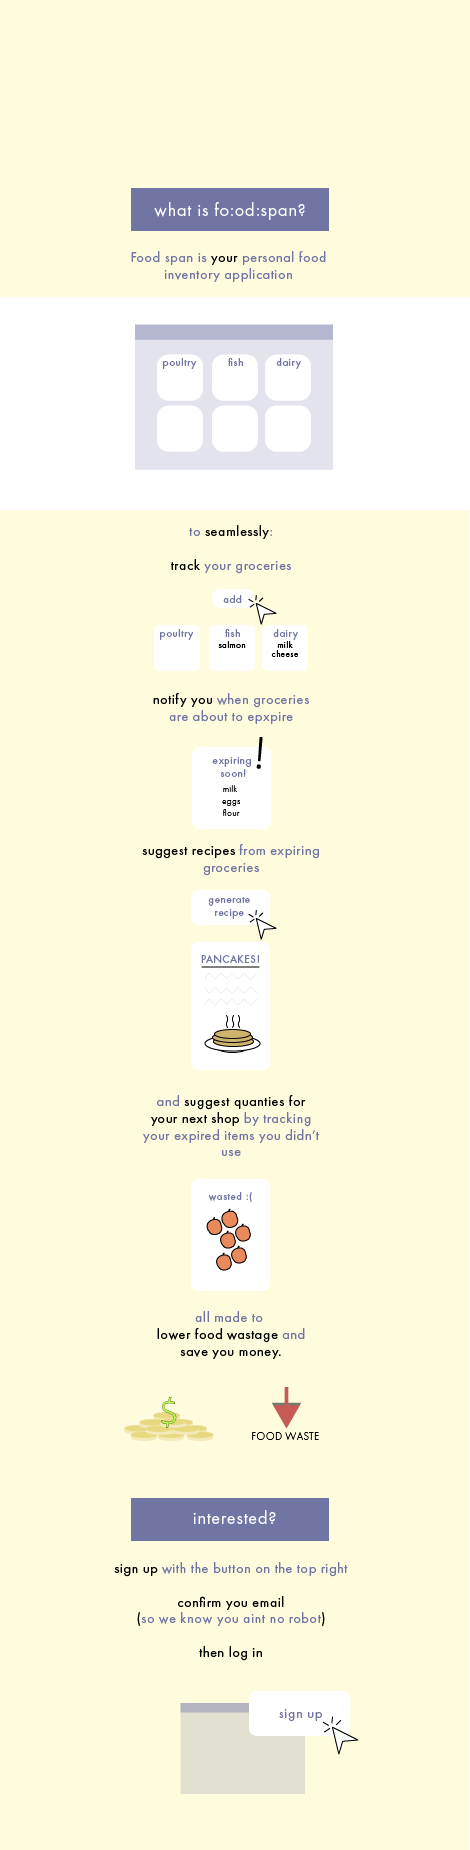 what is fo:od:span?
Food span is your personal food
inventory application
poultry fish dairy
to seamlessly:
track your groceries
add
poultry fish dairy
salmon milk
cheese
notify you when groceries
are about to epxpire
!
expiring
soon!
milk
eggs
flour
suggest recipes from expiring
groceries
generate
recipe
PANCAKES!
and suggest quanties for
your next shop by tracking
your expired items you didn't
use
wasted :(
all made to
lower food wastage and
save you money.
$
FOOD WASTE
interested?
sign up with the button on the top right
confirm you email
(so we know you aint no robot)
then log in
sign up